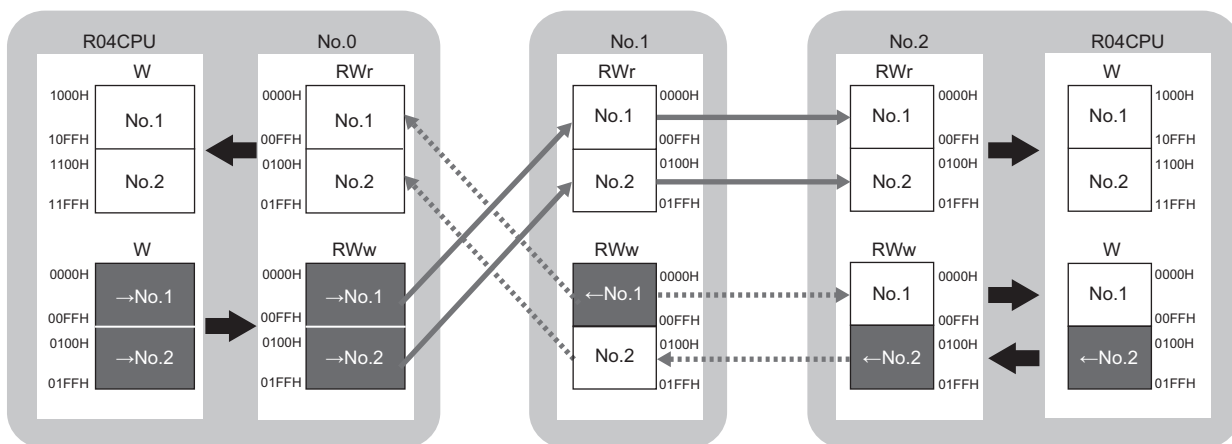 R04CPU No.0 No.1 No.2 R04CPU
W RWr RWr RWr W
1000H 0000H 0000H 0000H 1000H
No.1 No.1 No.1 No.1 No.1
10FFH 00FFH 00FFH 00FFH 10FFH
1100H 0100H 0100H 0100H 1100H
No.2 No.2 No.2 No.2 No.2
11FFH 01FFH 01FFH 01FFH 11FFH
W RWw RWw RWw W
0000H 0000H 0000H 0000H 0000H
→No.1 →No.1 ←No.1 No.1 No.1
00FFH 00FFH 00FFH 00FFH 00FFH
0100H 0100H 0100H 0100H 0100H
→No.2 →No.2 No.2 ←No.2 ←No.2
01FFH 01FFH 01FFH 01FFH 01FFH